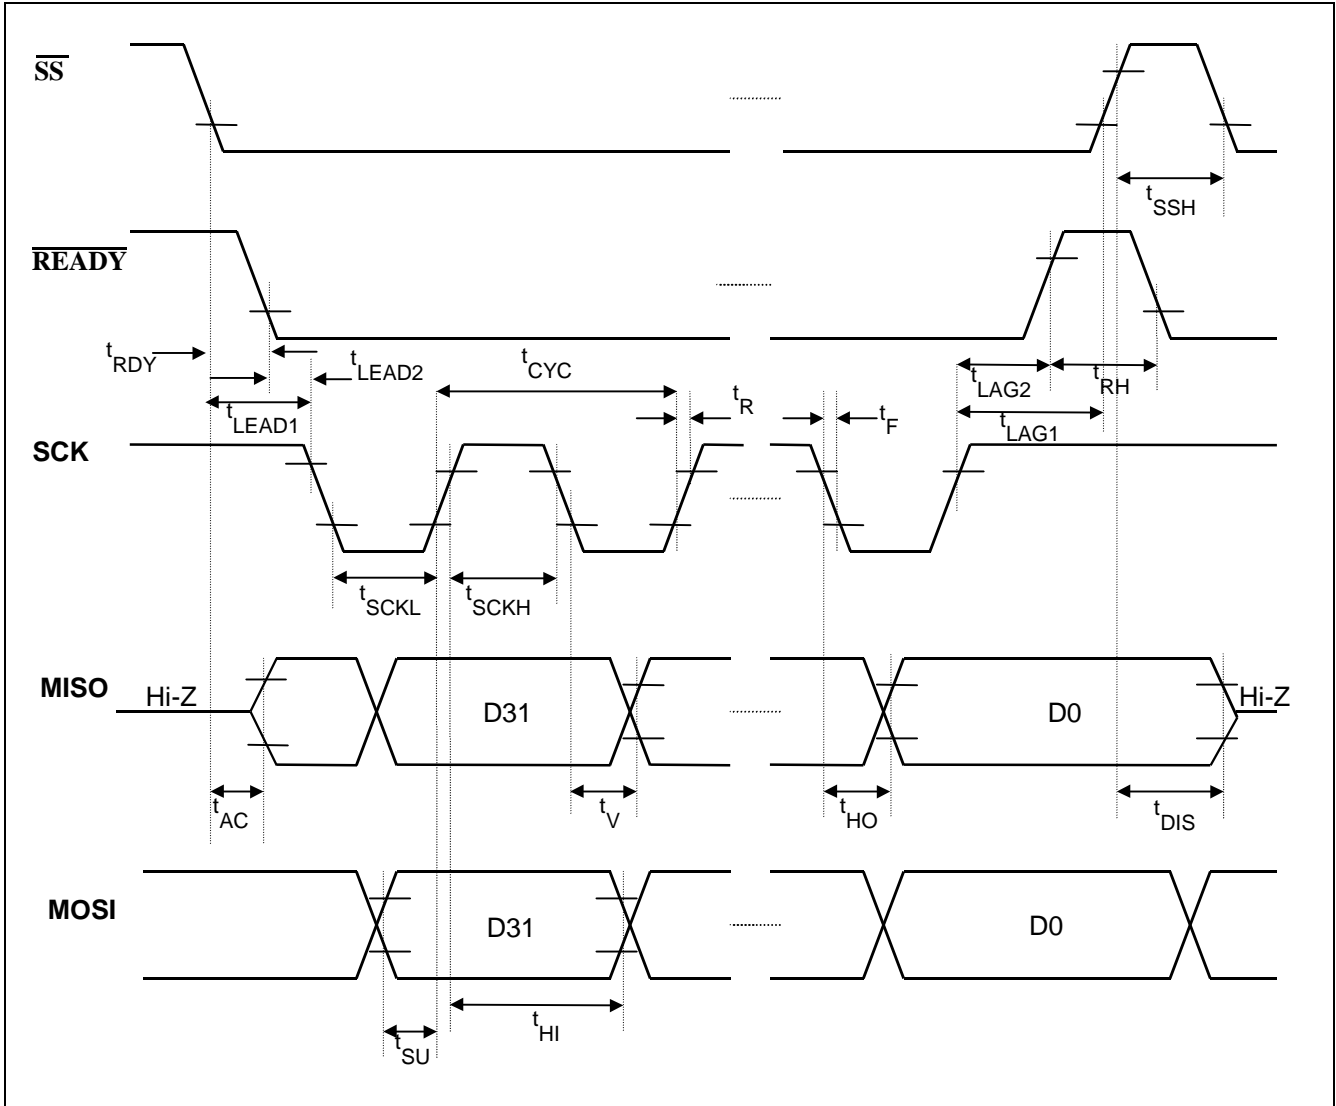 SS
tSSH
READY
tRDY
tLEAD2
tCYC
tLAG2
tRH
tLEAD1
tR
tF
tLAG1
SCK
tSCKL
tSCKH
MISO
Hi-Z
D31
D0
Hi-Z
tAC
tV
tHO
tDIS
MOSI
D31
D0
tHI
tSU